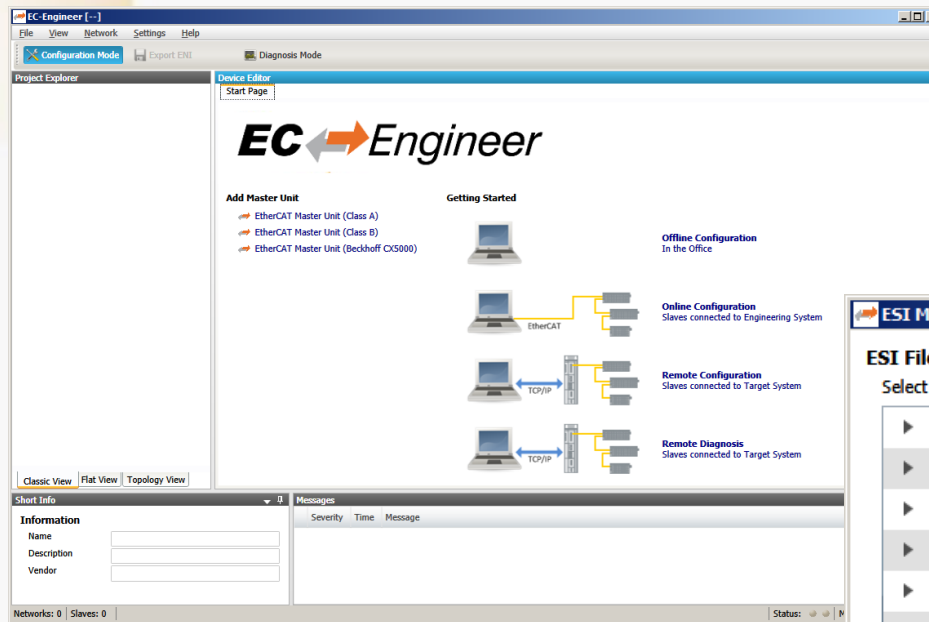 EC-Engineer [--]
File View Network Settings Help
Configuration Mode Export ENI Diagnosis Mode
Project Explorer
Device Editor
Start Page
EC Engineer
Add Master Unit
EtherCAT Master Unit (Class A)
EtherCAT Master Unit (Class B)
EtherCAT Master Unit (Beckhoff CX5000)
Getting Started
Offline Configuration
In the Office
EtherCAT
Online Configuration
Slaves connected to Engineering System
TCP/IP
Remote Configuration
Slaves connected to Target System
TCP/IP
Remote Diagnosis
Slaves connected to Target System
Classic View Flat View Topology View
Short Info
Information
Name
Description
Vendor
Messages
Severity Time Message
Networks: 0 Slaves: 0
Status: M
ESI M
ESI File
Select